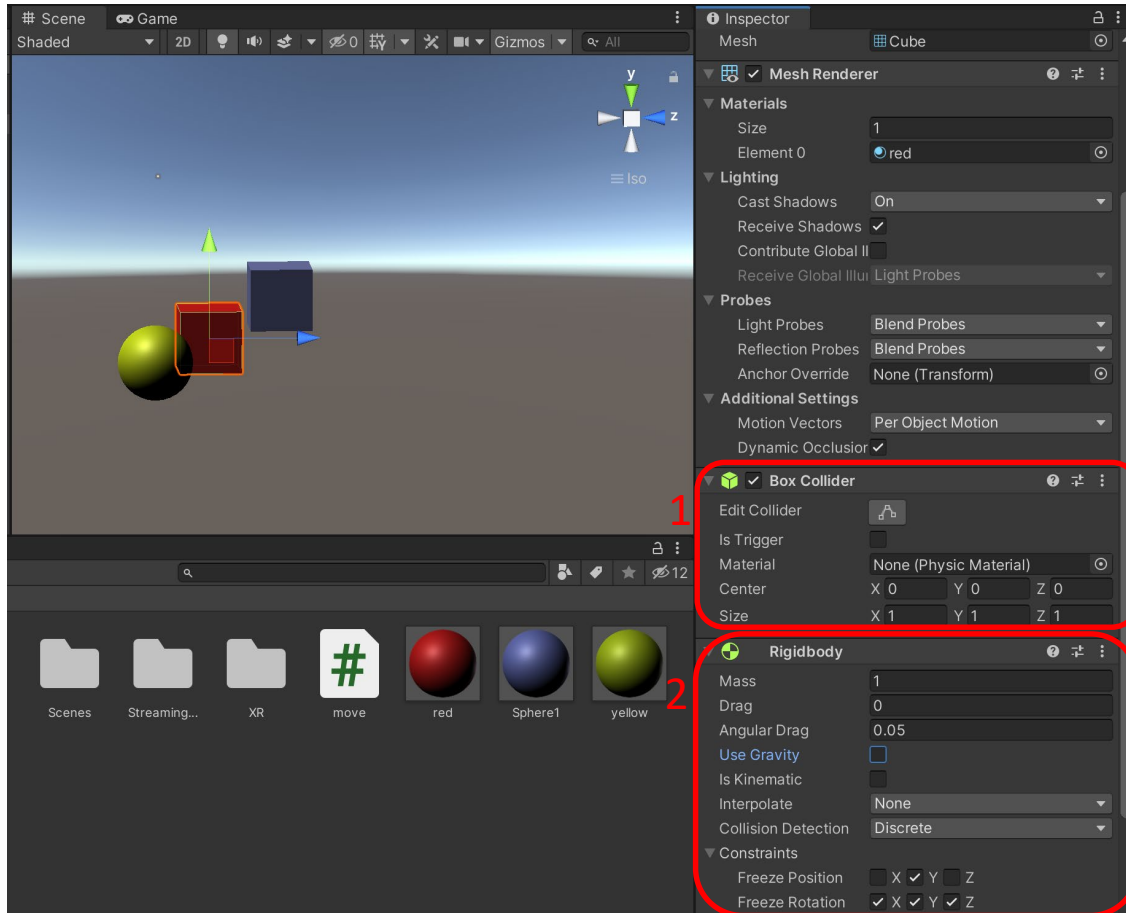 Scene Game
Shaded 2D 0 Gizmos All
y
z
Iso
12
Scenes Streaming... XR move red Sphere1 yellow
Inspector
Mesh Cube
Mesh Renderer
Materials
Size 1
Element 0 red
Lighting
Cast Shadows On
Receive Shadows
Contribute Global Il
Receive Global Illui Light Probes
Probes
Light Probes Blend Probes
Reflection Probes Blend Probes
Anchor Override None (Transform)
Additional Settings
Motion Vectors Per Object Motion
Dynamic Occlusior
1
Box Collider
Edit Collider
Is Trigger
Material None (Physic Material)
Center X 0 Y 0 Z 0
Size X 1 Y 1 Z 1
2
Rigidbody
Mass 1
Drag 0
Angular Drag 0.05
Use Gravity
Is Kinematic
Interpolate None
Collision Detection Discrete
Constraints
Freeze Position X Y Z
Freeze Rotation X Y Z